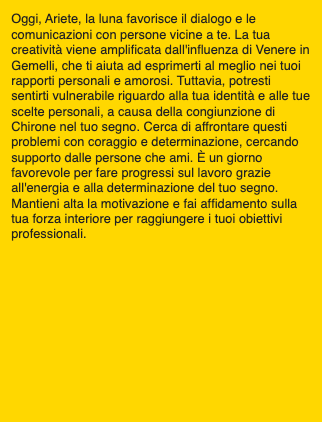 Oggi, Ariete, la luna favorisce il dialogo e le
comunicazioni con persone vicine a te. La tua
creatività viene amplificata dall'influenza di Venere in
Gemelli, che ti aiuta ad esprimerti al meglio nei tuoi
rapporti personali e amorosi. Tuttavia, potresti
sentirti vulnerabile riguardo alla tua identità e alle tue
scelte personali, a causa della congiunzione di
Chirone nel tuo segno. Cerca di affrontare questi
problemi con coraggio e determinazione, cercando
supporto dalle persone che ami. È un giorno
favorevole per fare progressi sul lavoro grazie
all'energia e alla determinazione del tuo segno.
Mantieni alta la motivazione e fai affidamento sulla
tua forza interiore per raggiungere i tuoi obiettivi
professionali.